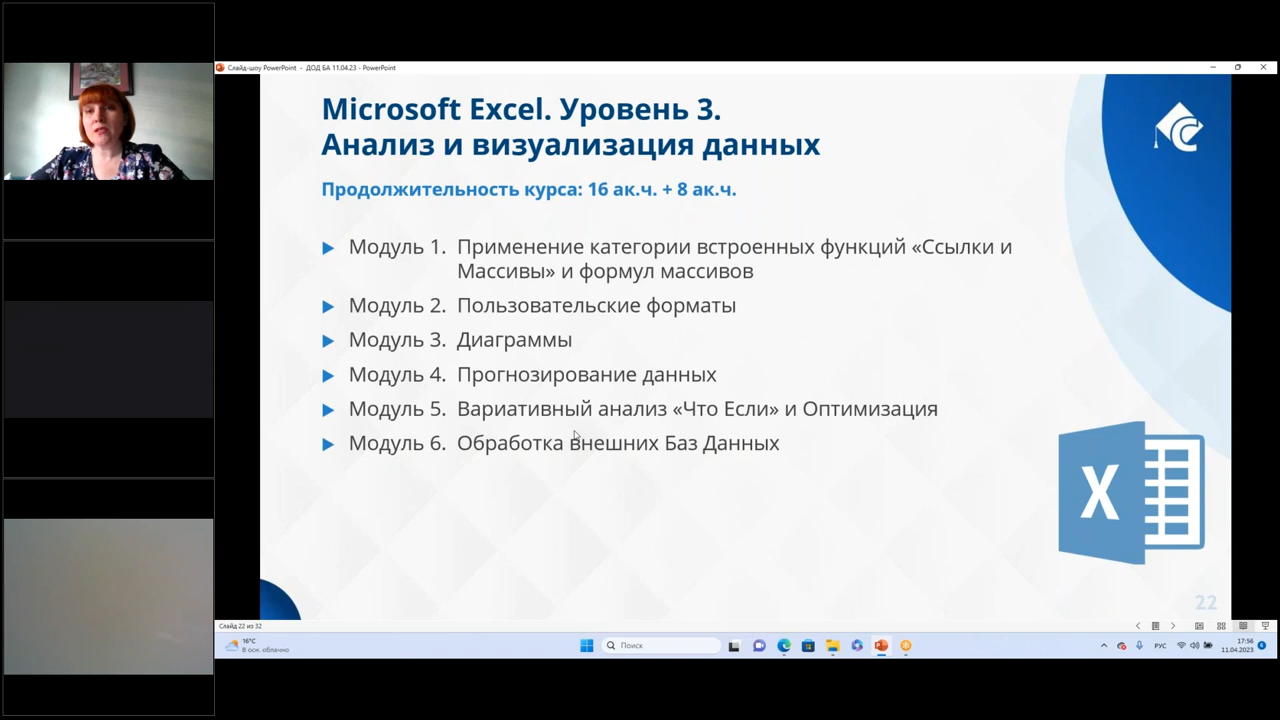 Слайд-шоу PowerPoint - ДОД БА 11.04.23 - PowerPoint
Microsoft Excel. Уровень 3.
Анализ и визуализация данных
Продолжительность курса: 16 ак.ч. + 8 ак.ч.
Модуль 1. Применение категории встроенных функций «Ссылки и
Массивы» и формул массивов
Модуль 2. Пользовательские форматы
Модуль 3. Диаграммы
Модуль 4. Прогнозирование данных
Модуль 5. Вариативный анализ «Что Если» и Оптимизация
Модуль 6. Обработка внешних Баз Данных
X
22
Слайд 22 из 32
16°C
В осн. облачно
Поиск
РУС
17:56
11.04.2023